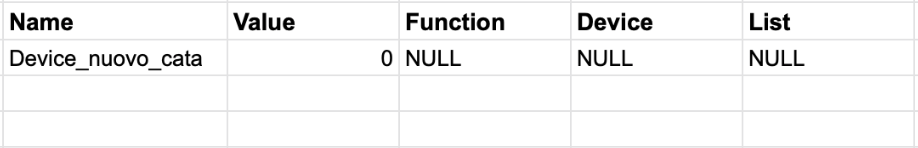 Name Value Function Device List
Device_nuovo_cata 0 NULL NULL NULL